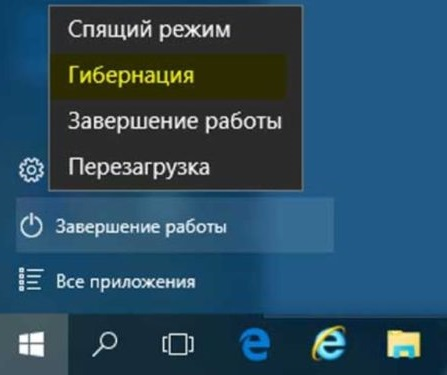 Спящий режим
Гибернация
Завершение работы
Перезагрузка
Завершение работы
Все приложения